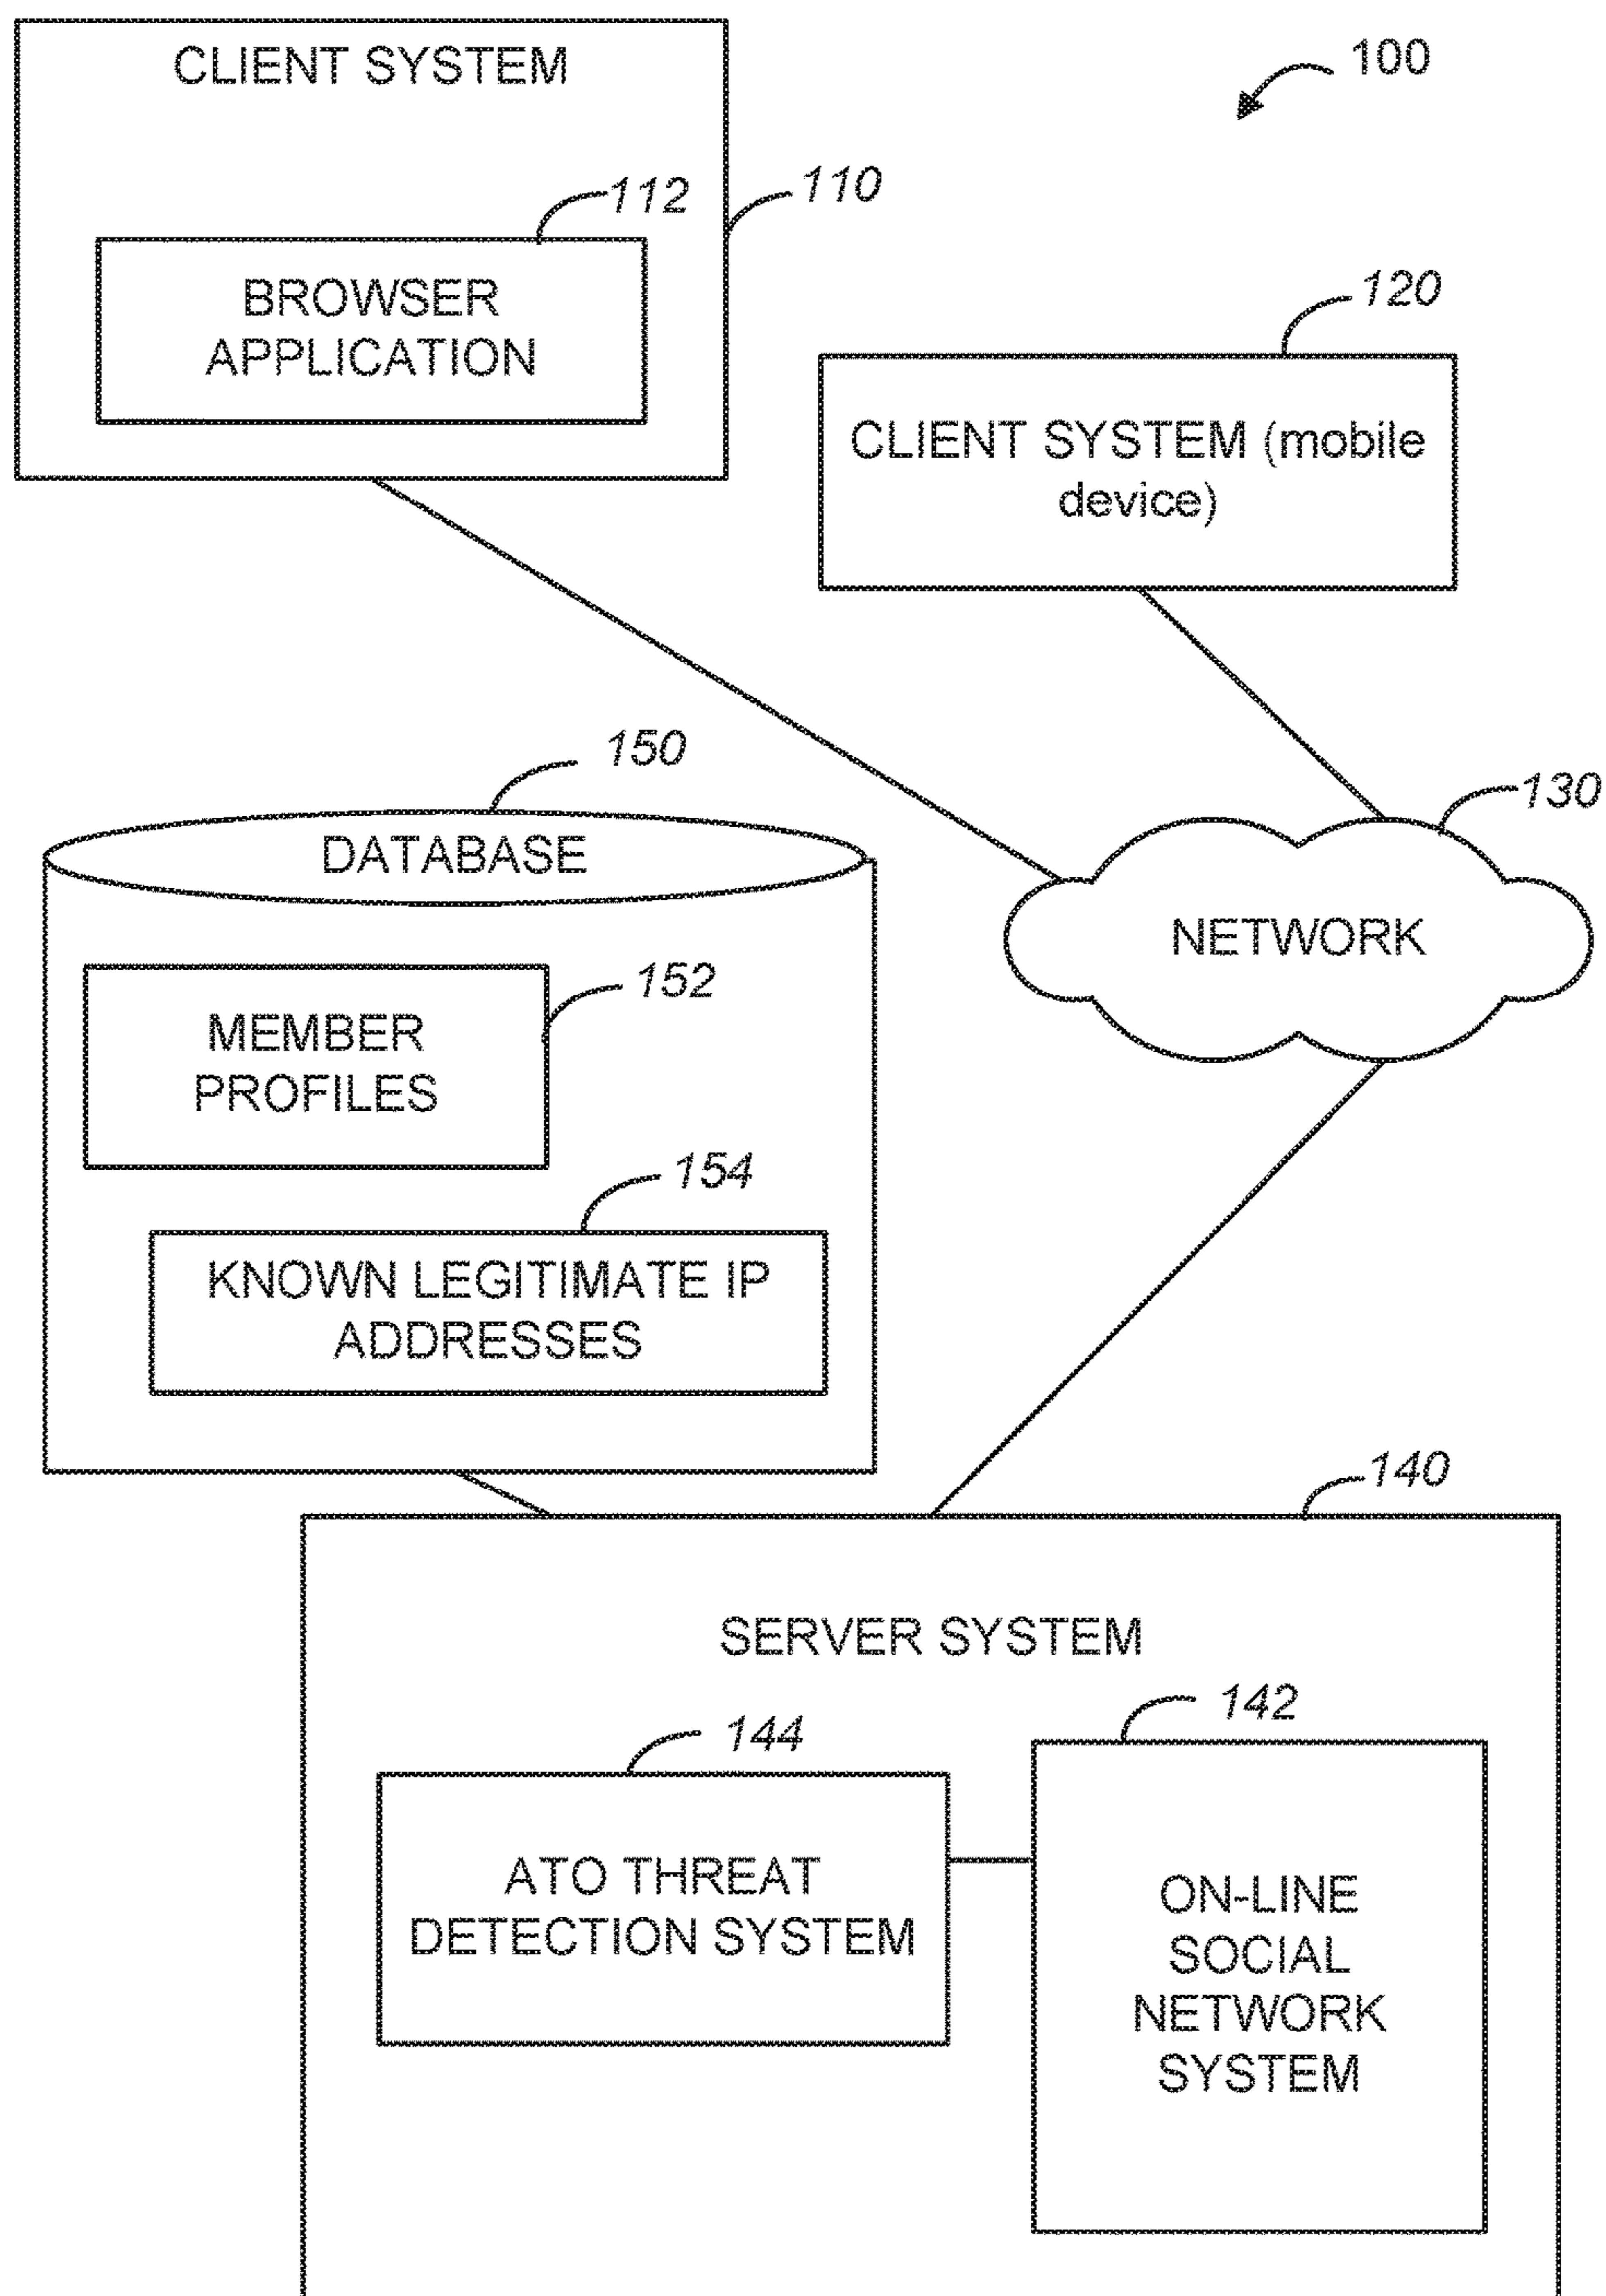 CLIENT SYSTEM
100
110
112
BROWSER
APPLICATION
120
CLIENT SYSTEM (mobile
device)
150
DATABASE
130
NETWORK
152
MEMBER
PROFILES
154
KNOWN LEGITIMATE IP
ADDRESSES
140
SERVER SYSTEM
142
144
ATO THREAT
DETECTION SYSTEM
ON-LINE
SOCIAL
NETWORK
SYSTEM